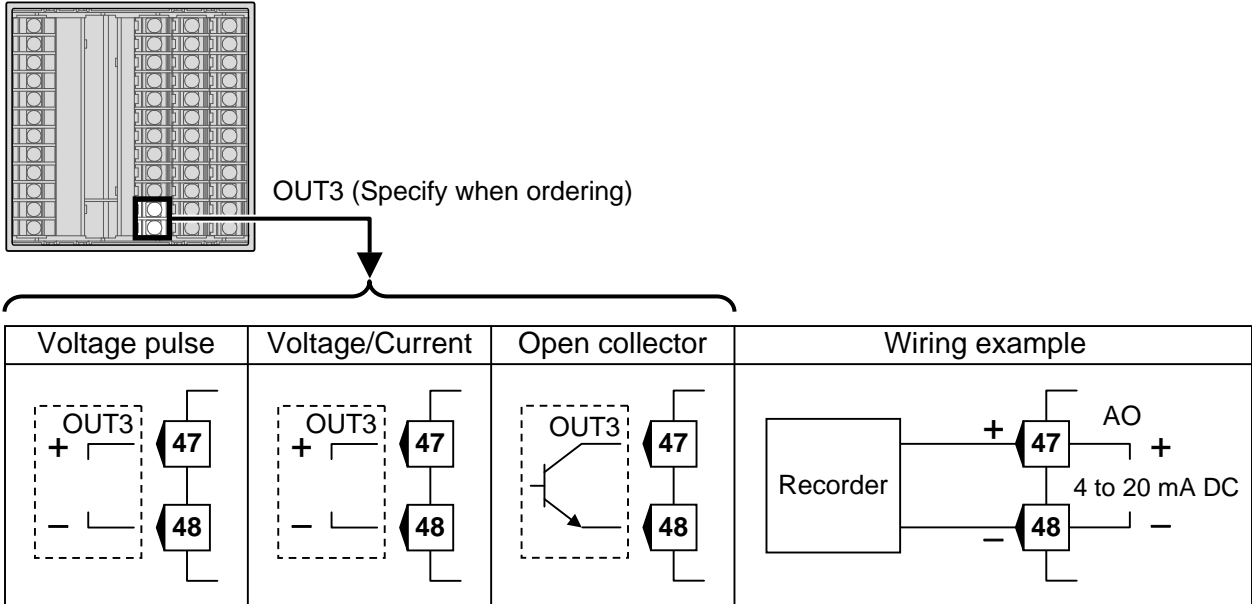 OUT3 (Specify when ordering)
Voltage pulse
Voltage/Current
Open collector
Wiring example
OUT3
+
−
47
48
OUT3
+
−
47
48
OUT3
47
48
Recorder
+
−
47
48
AO
+
4 to 20 mA DC
−